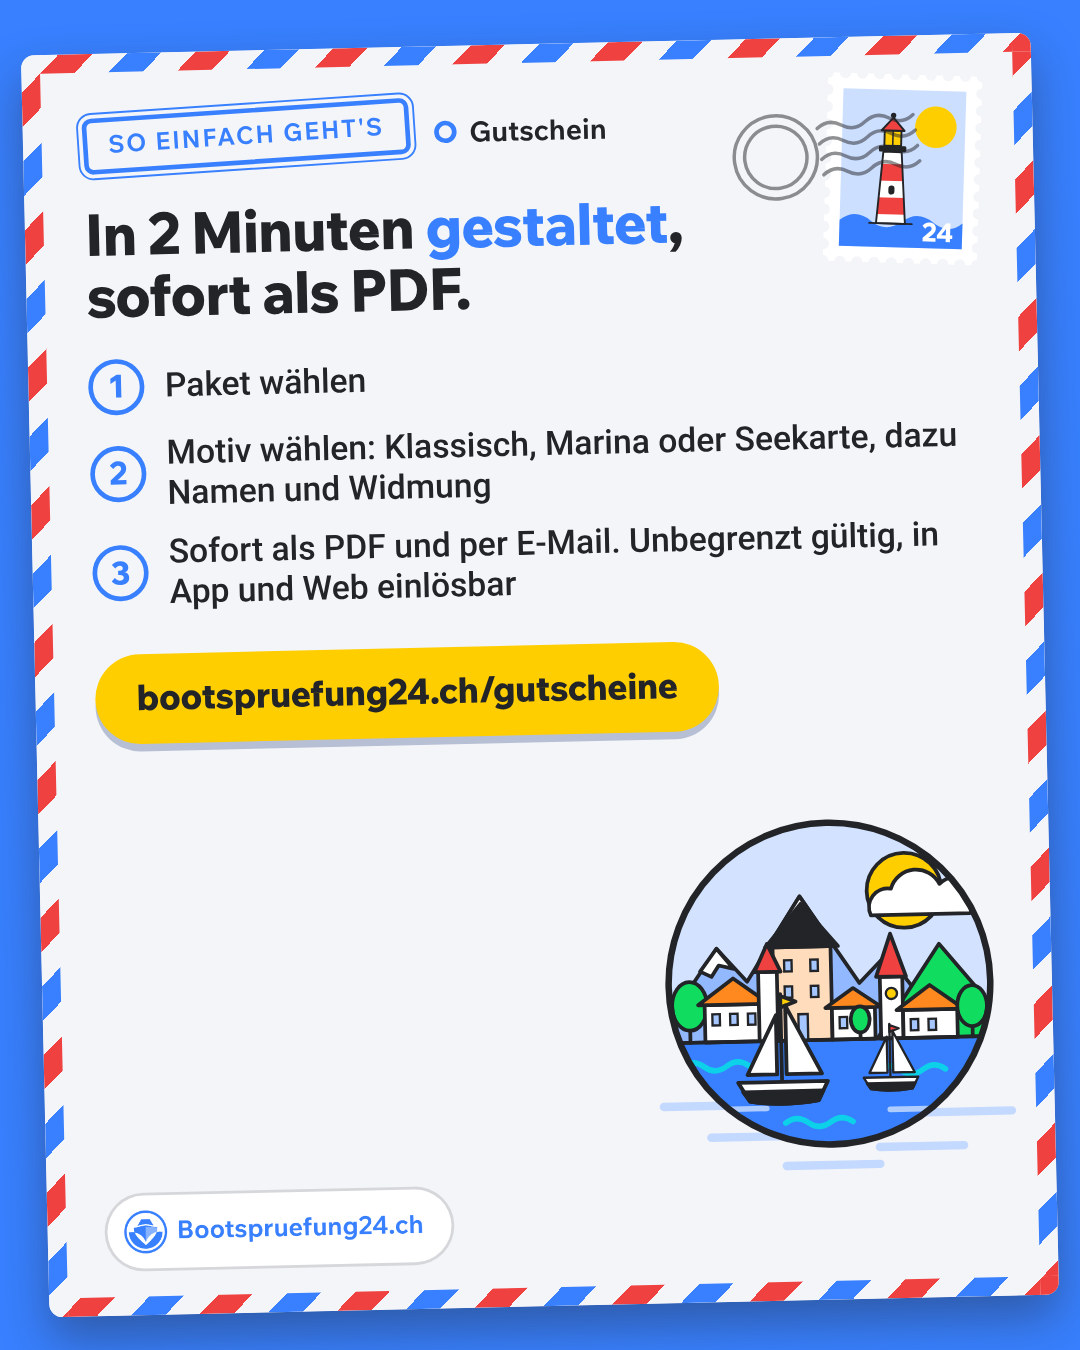 SO EINFACH GEHT'S
Gutschein
24
In 2 Minuten gestaltet,
sofort als PDF.
1
Paket wählen
2
Motiv wählen: Klassisch, Marina oder Seekarte, dazu
Namen und Widmung
3
Sofort als PDF und per E-Mail. Unbegrenzt gültig, in
App und Web einlösbar
bootspruefung24.ch/gutscheine
Bootspruefung24.ch